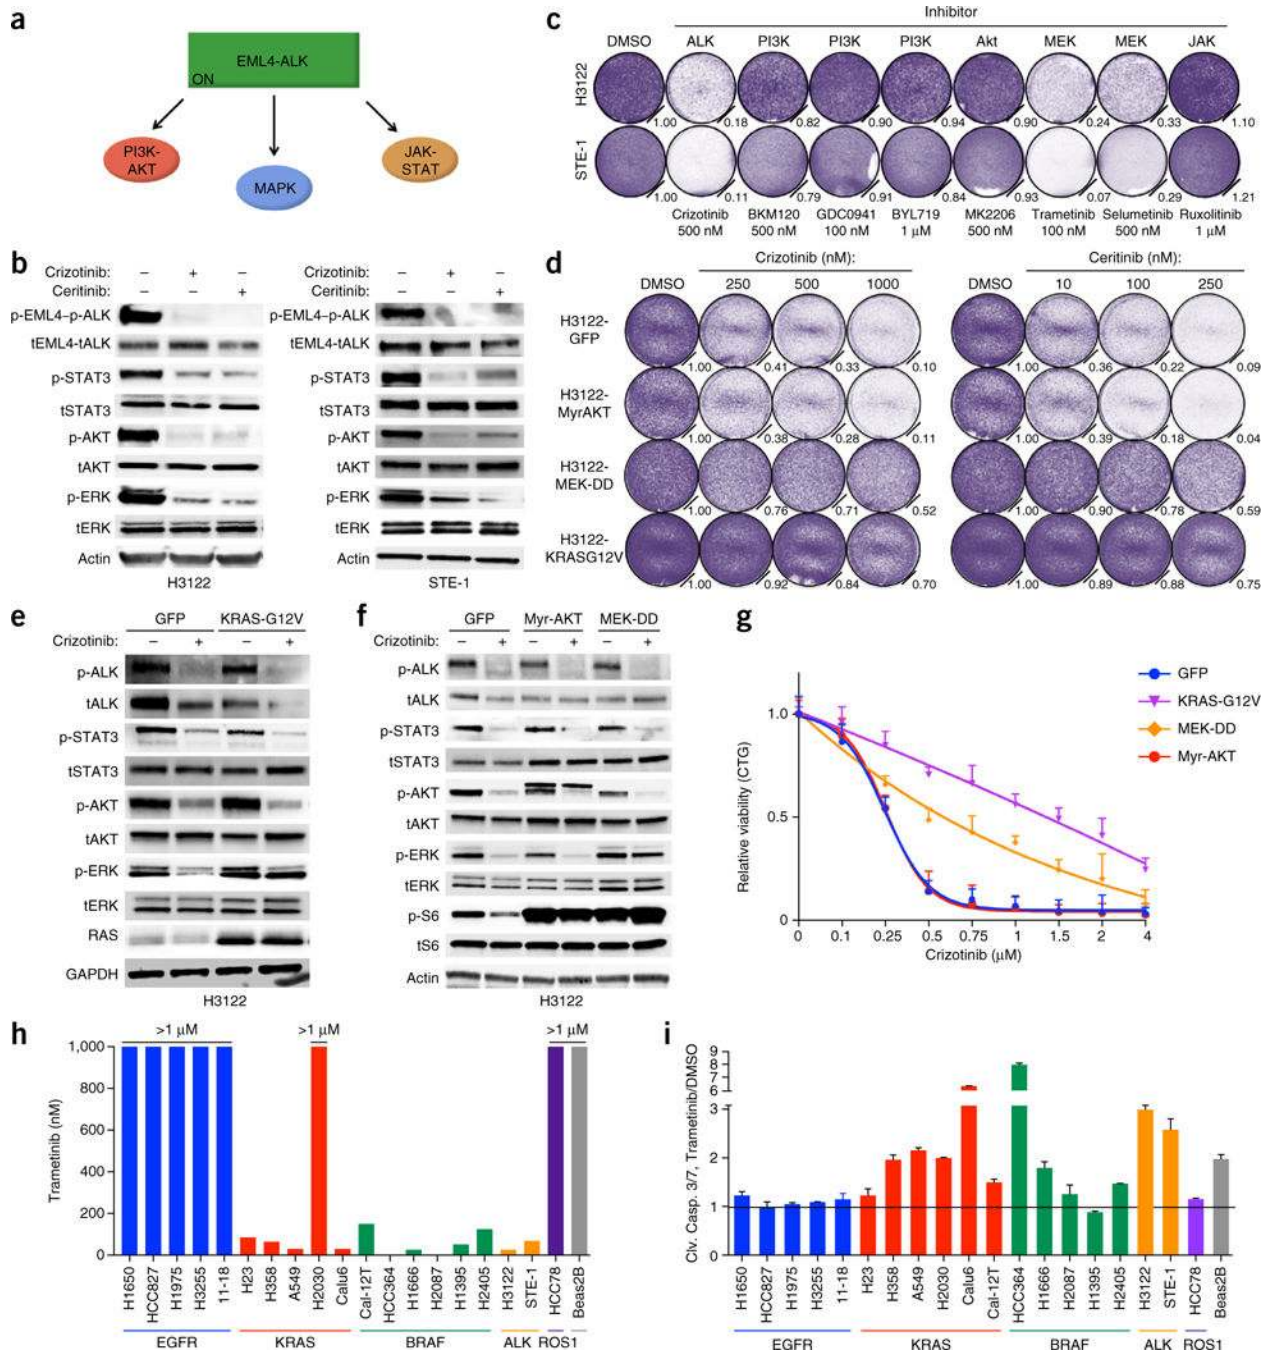 a
EML4-ALK
ON
PI3K-
AKT
MAPK
JAK-
STAT
b
Crizotinib: – + – Crizotinib: – + –
Ceritinib: – – + Ceritinib: – – +
p-EML4–p-ALK p-EML4–p-ALK
tEML4-tALK tEML4-tALK
p-STAT3 p-STAT3
tSTAT3 tSTAT3
p-AKT p-AKT
tAKT tAKT
p-ERK p-ERK
tERK tERK
Actin Actin
H3122 STE-1
c
Inhibitor
DMSO ALK PI3K PI3K PI3K Akt MEK MEK JAK
H3122
1.00 0.18 0.82 0.90 0.94 0.90 0.24 0.33 1.10
STE-1
1.00 0.11 0.79 0.91 0.84 0.93 0.07 0.29 1.21
Crizotinib BKM120 GDC0941 BYL719 MK2206 Trametinib Selumetinib Ruxolitinib
500 nM 500 nM 100 nM 1 µM 500 nM 100 nM 500 nM 1 µM
d
Crizotinib (nM): Ceritinib (nM):
DMSO 250 500 1000 DMSO 10 100 250
H3122-
GFP
1.00 0.41 0.33 0.10 1.00 0.36 0.22 0.09
H3122-
MyrAKT
1.00 0.38 0.28 0.11 1.00 0.39 0.18 0.04
H3122-
MEK-DD
1.00 0.76 0.71 0.52 1.00 0.90 0.78 0.59
H3122-
KRASG12V
1.00 0.92 0.84 0.70 1.00 0.89 0.88 0.75
e
GFP KRAS-G12V
Crizotinib: – + – +
p-ALK
tALK
p-STAT3
tSTAT3
p-AKT
tAKT
p-ERK
tERK
RAS
GAPDH
H3122
f
GFP Myr-AKT MEK-DD
Crizotinib: – + – + – +
p-ALK
tALK
p-STAT3
tSTAT3
p-AKT
tAKT
p-ERK
tERK
p-S6
tS6
Actin
H3122
g
GFP
KRAS-G12V
MEK-DD
Myr-AKT
Relative viability (CTG)
1.0
0.5
0
0 0.1 0.25 0.5 0.75 1 1.5 2 4
Crizotinib (µM)
h
>1 µM >1 µM >1 µM
Trametinib (nM)
1,000
800
600
400
200
0
H1650 HCC827 H1975 H3255 11-18 H23 H358 A549 H2030 Calu6 Cal-12T HCC364 H1666 H2087 H1395 H2405 H3122 STE-1 HCC78 Beas2B
EGFR KRAS BRAF ALK ROS1
i
Clv. Casp. 3/7, Trametinib/DMSO
9
8
7
6
3
2
1
0
H1650 HCC827 H1975 H3255 11-18 H23 H358 A549 H2030 Calu6 Cal-12T HCC364 H1666 H2087 H1395 H2405 H3122 STE-1 HCC78 Beas2B
EGFR KRAS BRAF ALK ROS1